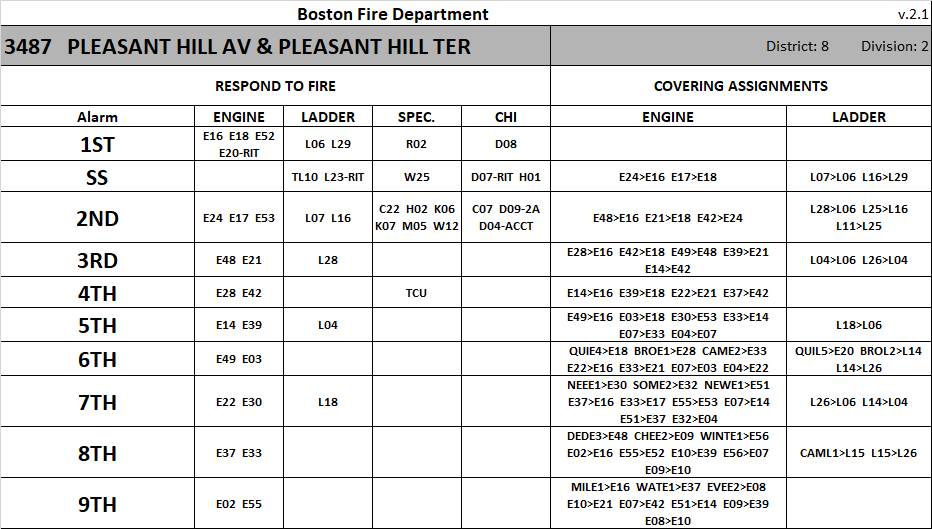 Boston Fire Department v.2.1
3487 PLEASANT HILL AV & PLEASANT HILL TER District: 8 Division: 2
RESPOND TO FIRE COVERING ASSIGNMENTS
Alarm ENGINE LADDER SPEC. CHI ENGINE LADDER
1ST
E16 E18 E52
E20-RIT
L06 L29
R02
D08
SS
TL10 L23-RIT
W25
D07-RIT H01
E24>E16 E17>E18
L07>L06 L16>L29
2ND
E24 E17 E53
L07 L16
C22 H02 K06
K07 M05 W12
C07 D09-2A
D04-ACCT
E48>E16 E21>E18 E42>E24
L28>L06 L25>L16
L11>L25
3RD
E48 E21
L28
E28>E16 E42>E18 E49>E48 E39>E21
E14>E42
L04>L06 L26>L04
4TH
E28 E42
TCU
E14>E16 E39>E18 E22>E21 E37>E42
5TH
E14 E39
L04
E49>E16 E03>E18 E30>E53 E33>E14
E07>E33 E04>E07
L18>L06
6TH
E49 E03
QUIE4>E18 BROE1>E28 CAME2>E33
E22>E16 E33>E21 E07>E03 E04>E22
QUIL5>E20 BROL2>L14
L14>L26
7TH
E22 E30
L18
NEEE1>E30 SOME2>E32 NEWE1>E51
E37>E16 E33>E17 E55>E53 E07>E14
E51>E37 E32>E04
L26>L06 L14>L04
8TH
E37 E33
DEDE3>E48 CHEE2>E09 WINTE1>E56
E02>E16 E55>E52 E10>E39 E56>E07
E09>E10
CAML1>L15 L15>L26
9TH
E02 E55
MILE1>E16 WATE1>E37 EVEE2>E08
E10>E21 E07>E42 E51>E14 E09>E39
E08>E10